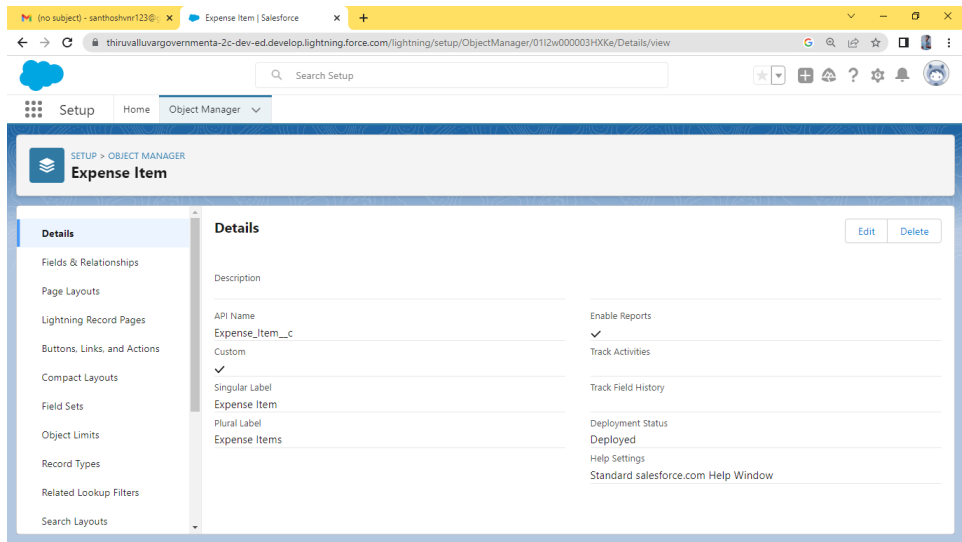 (no subject) - santhoshvnr123@g
Expense Item | Salesforce
thiruvalluvargovernmenta-2c-dev-ed.develop.lightning.force.com/lightning/setup/ObjectManager/01I2w000003HXKe/Details/view
Search Setup
Setup
Home
Object Manager
SETUP > OBJECT MANAGER
Expense Item
Details
Fields & Relationships
Page Layouts
Lightning Record Pages
Buttons, Links, and Actions
Compact Layouts
Field Sets
Object Limits
Record Types
Related Lookup Filters
Search Layouts
Details
Edit
Delete
Description
API Name
Expense_Item__c
Custom
Singular Label
Expense Item
Plural Label
Expense Items
Enable Reports
Track Activities
Track Field History
Deployment Status
Deployed
Help Settings
Standard salesforce.com Help Window